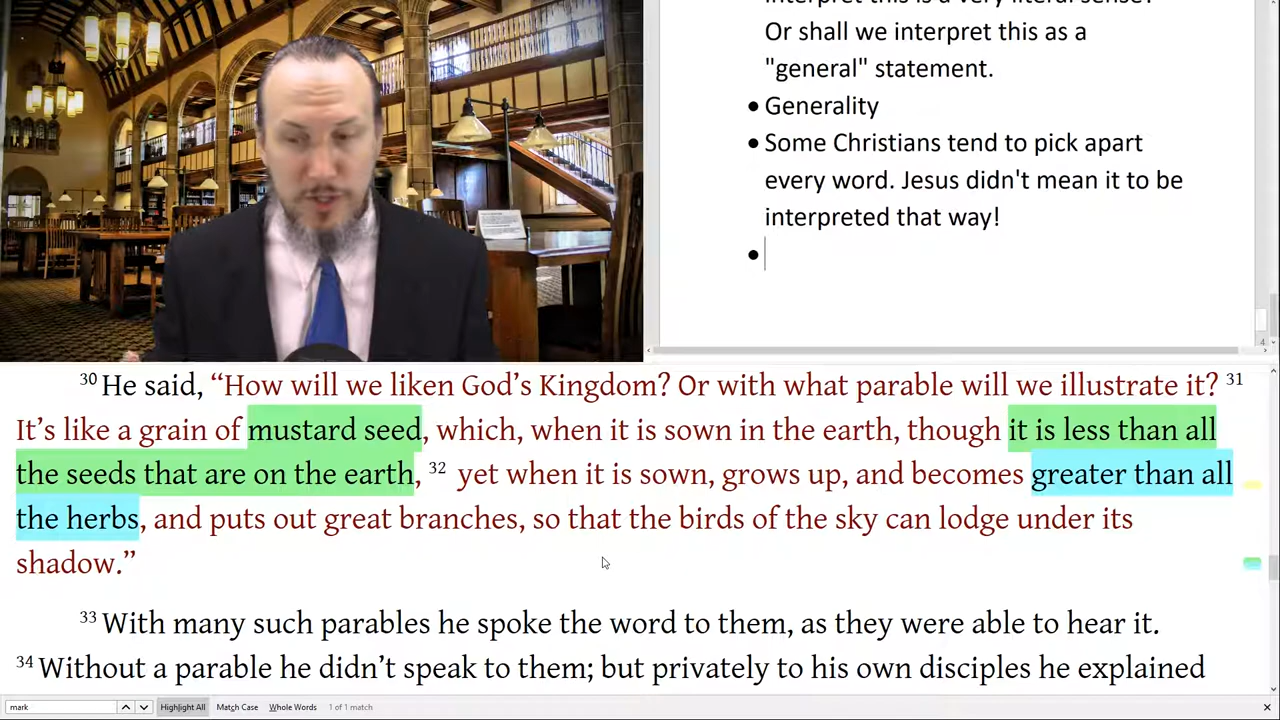 interpret this is a very literal sense?
Or shall we interpret this as a
"general" statement.
• Generality
• Some Christians tend to pick apart
every word. Jesus didn't mean it to be
interpreted that way!
•
4
30 He said, “How will we liken God’s Kingdom? Or with what parable will we illustrate it? 31
It’s like a grain of mustard seed, which, when it is sown in the earth, though it is less than all
the seeds that are on the earth, 32 yet when it is sown, grows up, and becomes greater than all
the herbs, and puts out great branches, so that the birds of the sky can lodge under its
shadow.”
33 With many such parables he spoke the word to them, as they were able to hear it.
34 Without a parable he didn’t speak to them; but privately to his own disciples he explained
mark Highlight All Match Case Whole Words 1 of 1 match